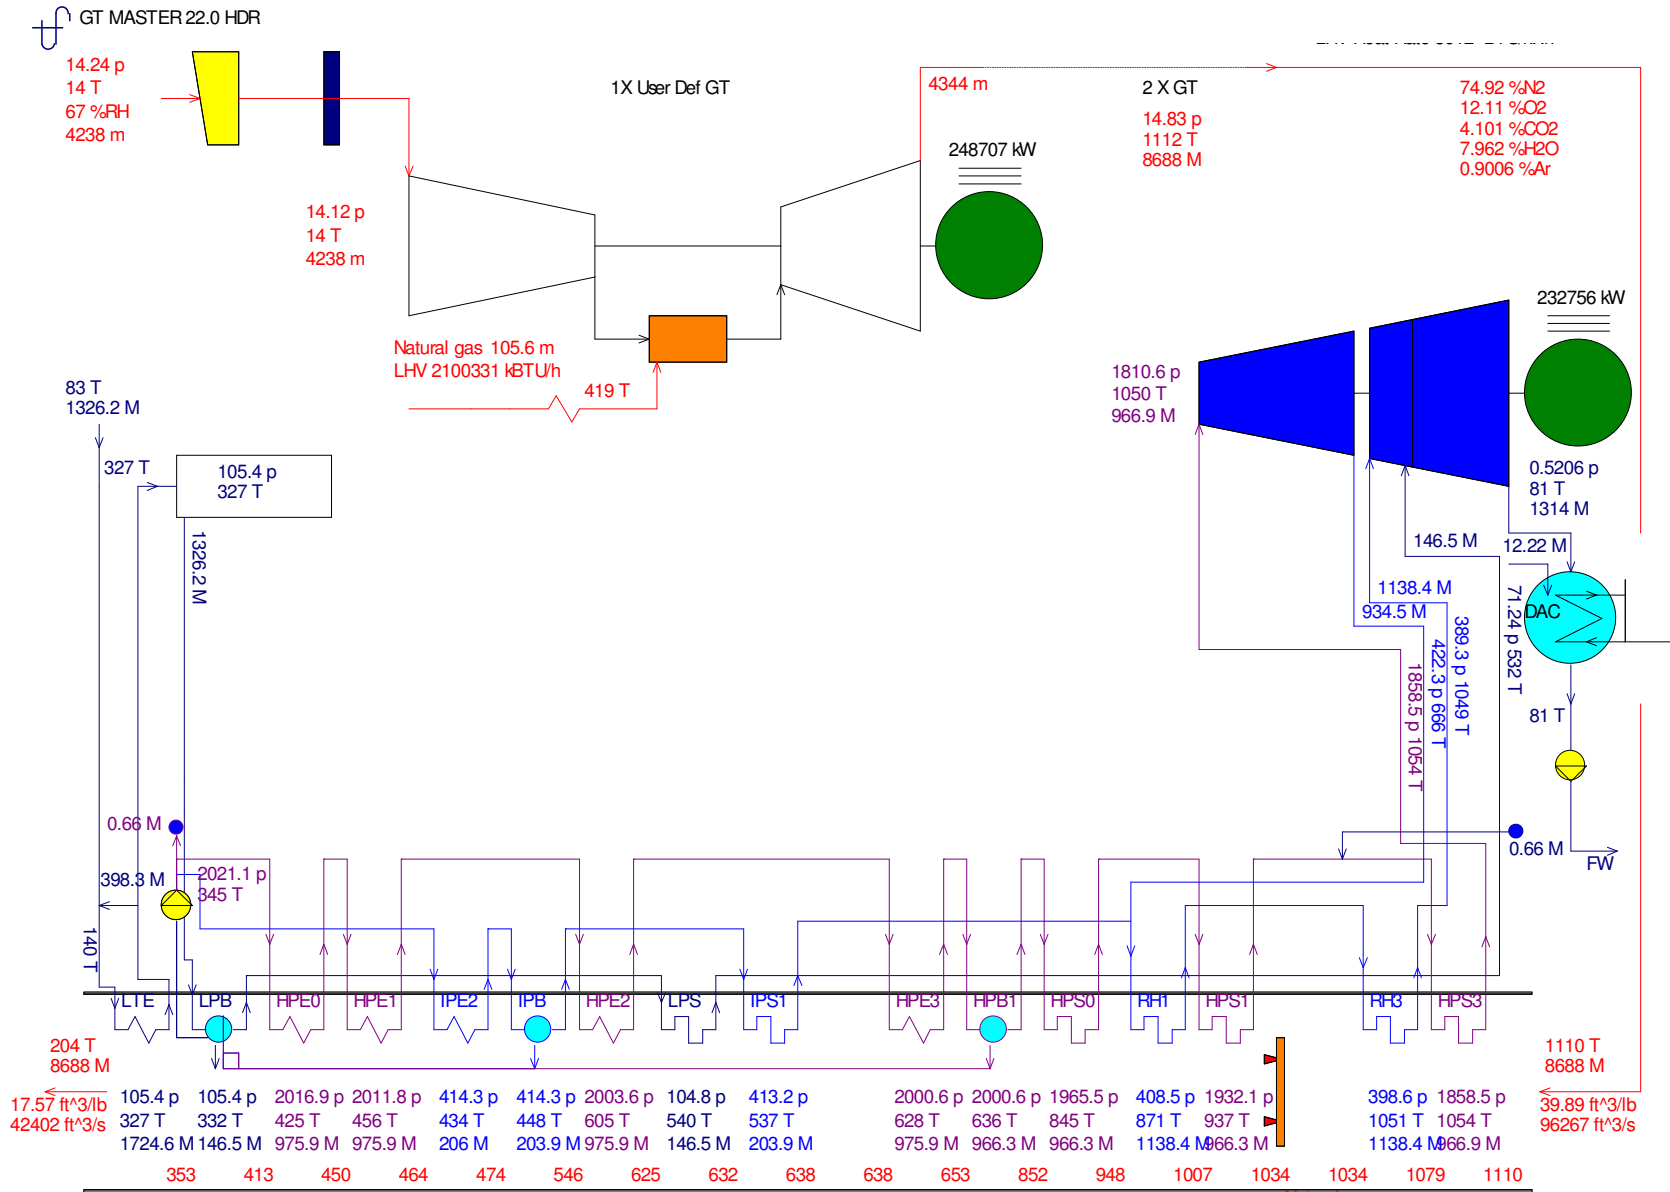 GT MASTER 22.0 HDR
14.24 p
14 T
67 %RH
4238 m
1X User Def GT
4344 m
2 X GT
14.83 p
1112 T
8688 M
74.92 %N2
12.11 %O2
4.101 %CO2
7.962 %H2O
0.9006 %Ar
248707 kW
14.12 p
14 T
4238 m
232756 kW
Natural gas 105.6 m
LHV 2100331 kBTU/h
419 T
1810.6 p
1050 T
966.9 M
83 T
1326.2 M
327 T
105.4 p
327 T
0.5206 p
81 T
1314 M
1326.2 M
146.5 M
12.22 M
1138.4 M
934.5 M
DAC
71.24 p 532 T
389.3 p 1049 T
422.3 p 666 T
1858.5 p 1054 T
81 T
0.66 M
0.66 M
FW
398.3 M
2021.1 p
345 T
140 T
LTE LPB HPE0 HPE1 IPE2 IPB HPE2 LPS IPS1 HPE3 HPB1 HPS0 RH1 HPS1 RH3 HPS3
204 T
8688 M
1110 T
8688 M
17.57 ft^3/lb
42402 ft^3/s
39.89 ft^3/lb
96267 ft^3/s
105.4 p 105.4 p 2016.9 p 2011.8 p 414.3 p 414.3 p 2003.6 p 104.8 p 413.2 p 2000.6 p 2000.6 p 1965.5 p 408.5 p 1932.1 p 398.6 p 1858.5 p
327 T 332 T 425 T 456 T 434 T 448 T 605 T 540 T 537 T 628 T 636 T 845 T 871 T 937 T 1051 T 1054 T
1724.6 M 146.5 M 975.9 M 975.9 M 206 M 203.9 M 975.9 M 146.5 M 203.9 M 975.9 M 966.3 M 966.3 M 1138.4 M 966.3 M 1138.4 M 966.9 M
353 413 450 464 474 546 625 632 638 638 653 852 948 1007 1034 1034 1079 1110